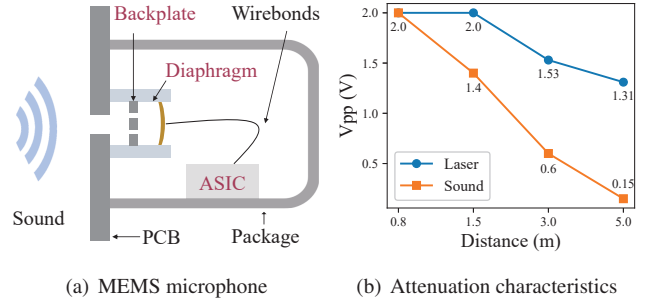 Backplate
Wirebonds
Diaphragm
ASIC
Sound
PCB
Package
(a) MEMS microphone
Vpp (V)
2.0
1.5
1.0
0.5
2.0
2.0
1.53
1.31
1.4
0.6
0.15
Laser
Sound
0.8
1.5
3.0
5.0
Distance (m)
(b) Attenuation characteristics